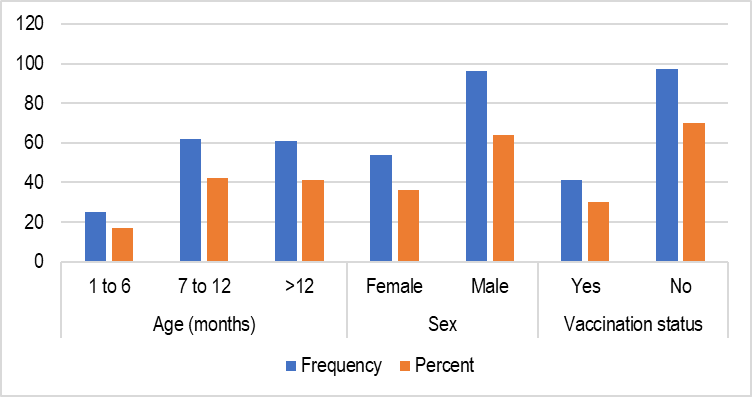 120
100
80
60
40
20
0
1 to 6 7 to 12 >12 Female Male Yes No
Age (months) Sex Vaccination status
Frequency Percent